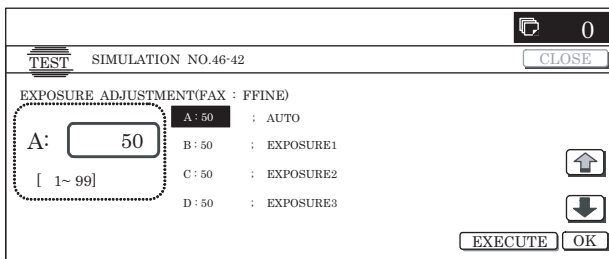 0
TEST SIMULATION NO.46-42 CLOSE
EXPOSURE ADJUSTMENT(FAX : FFINE)
A: 50
[ 1~ 99]
A : 50 ; AUTO
B : 50 ; EXPOSURE1
C : 50 ; EXPOSURE2
D : 50 ; EXPOSURE3
EXECUTE OK